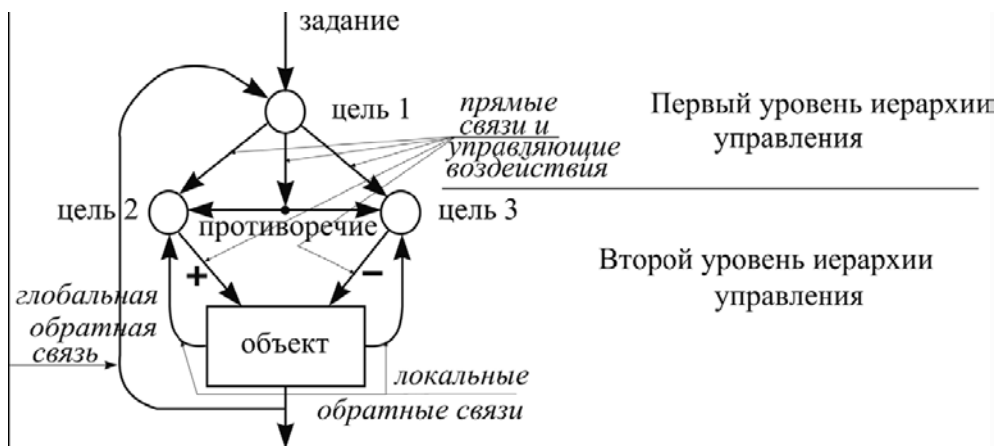 задание
цель 1
прямые
связи и
управляющие
воздействия
Первый уровень иерархии
управления
цель 2
противоречие
цель 3
+
–
Второй уровень иерархии
управления
глобальная
обратная
связь
объект
локальные
обратные связи